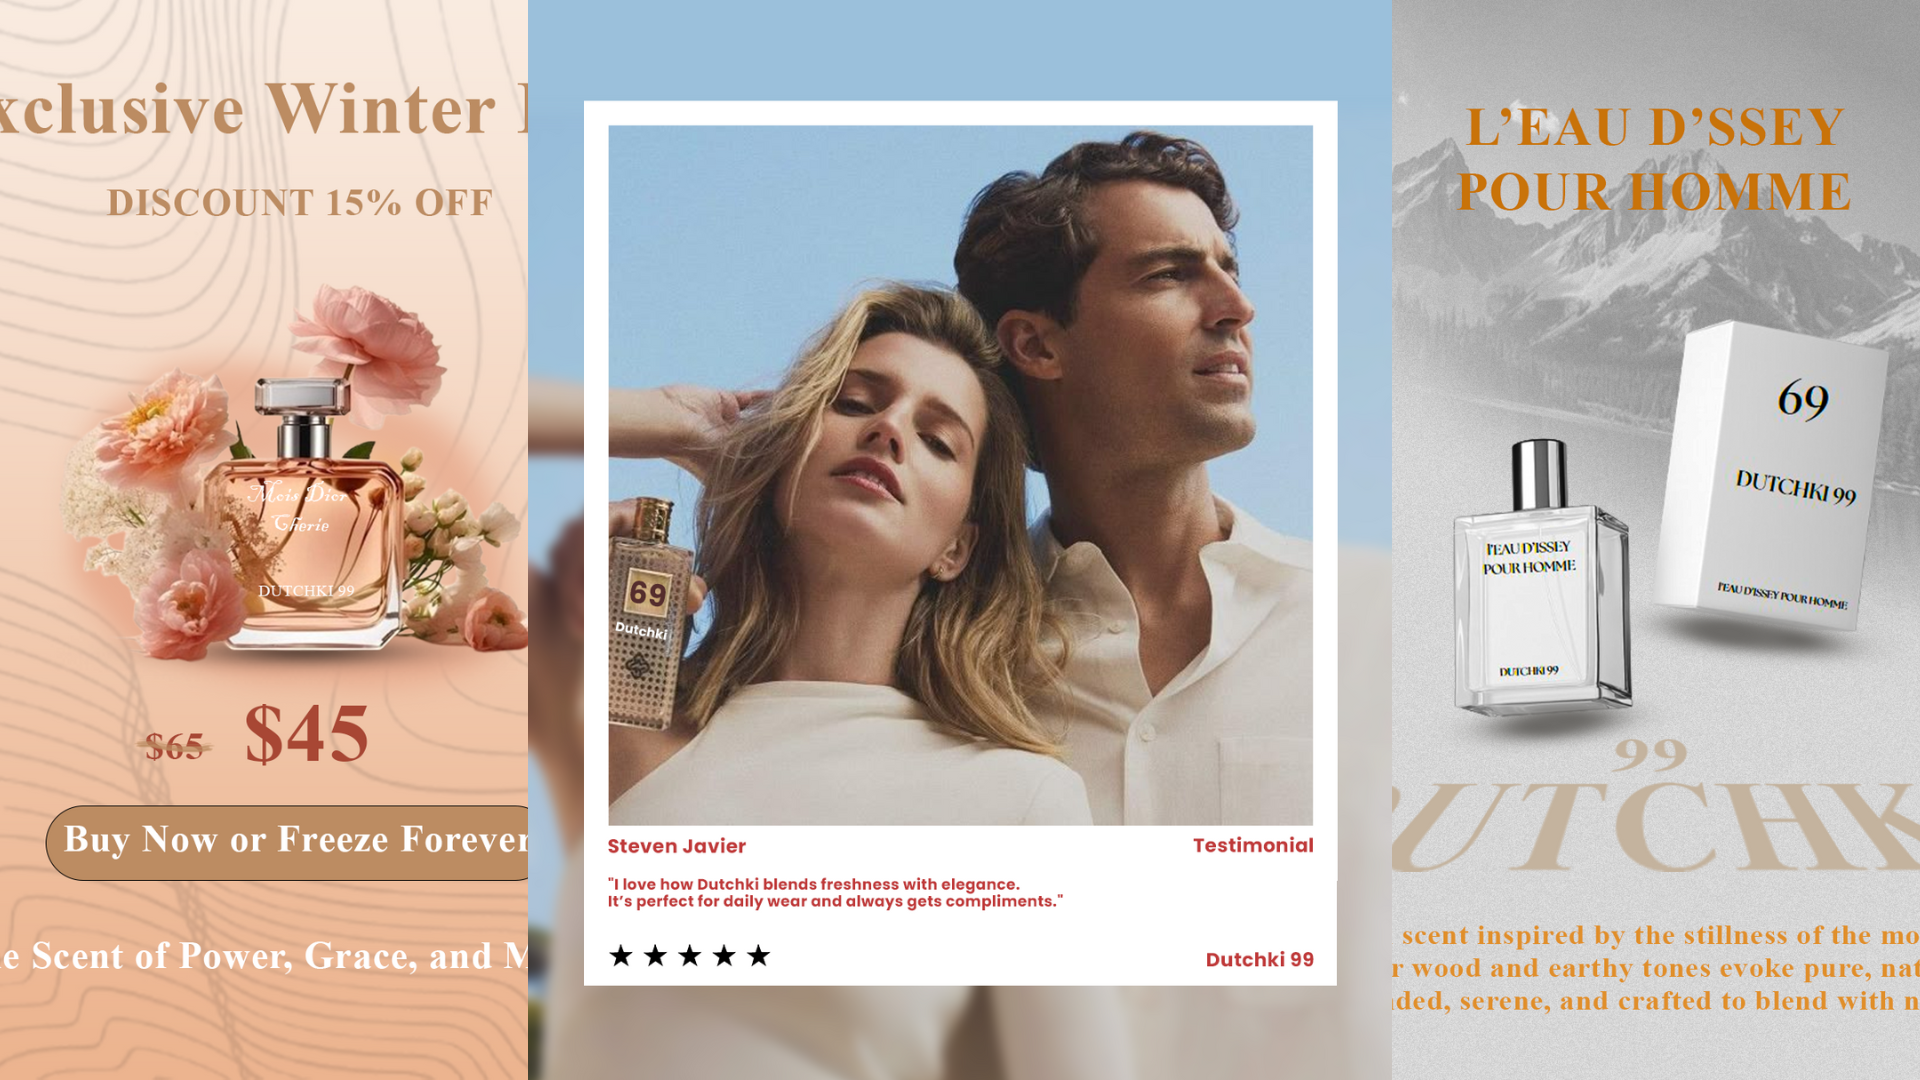 xclusive Winter
DISCOUNT 15% OFF
Mois Dior
Cherie
DUTCHKI 99
$65 $45
Buy Now or Freeze Forever
e Scent of Power, Grace, and M
69
Dutchki
Steven Javier
Testimonial
"I love how Dutchki blends freshness with elegance.
It’s perfect for daily wear and always gets compliments."
★★★★★
Dutchki 99
L’EAU D’SSEY
POUR HOMME
69
DUTCHKI 99
l'EAU D'ISSEY POUR HOMME
l'EAU D'ISSEY
POUR HOMME
DUTCHKI 99
99
UTCHK
scent inspired by the stillness of the mo
r wood and earthy tones evoke pure, nat
ded, serene, and crafted to blend with n